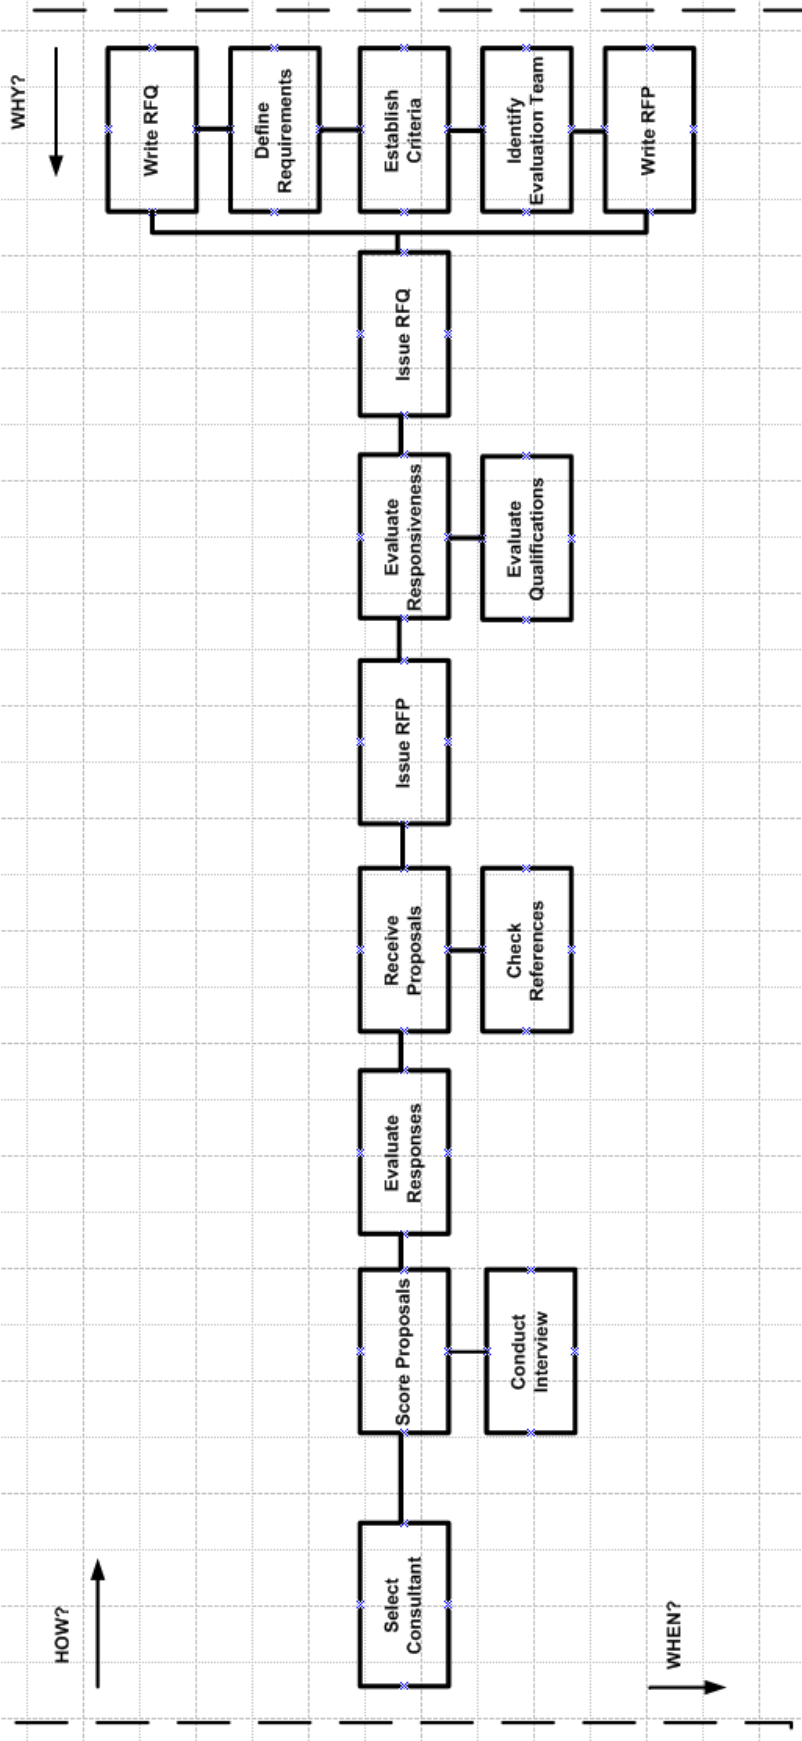 HOW?
WHY?
Write RFQ
Define
Requirements
Select
Consultant
Score Proposals
Evaluate
Responses
Receive
Proposals
Issue RFP
Evaluate
Responsiveness
Issue RFQ
Establish
Criteria
Conduct
Interview
Check
References
Evaluate
Qualifications
Identify
Evaluation Team
WHEN?
Write RFP